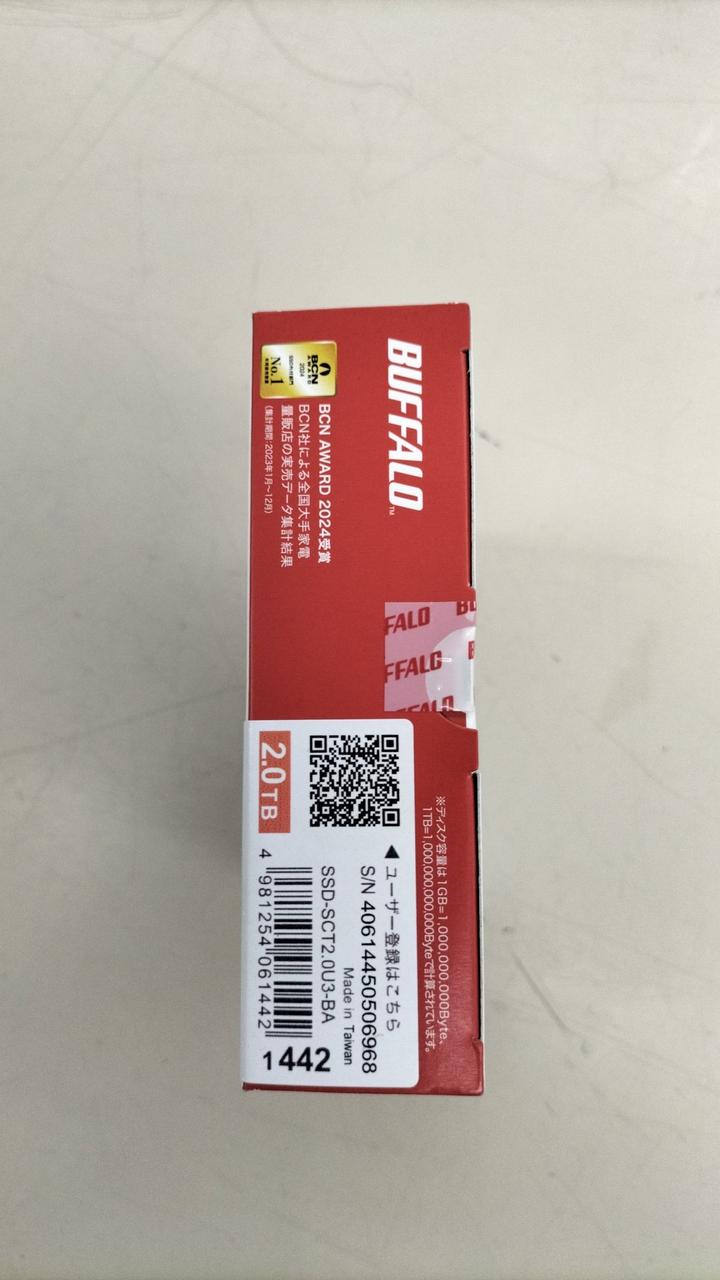 BUFFALO™
BCN
AWARD
2024
No.1
BCN AWARD 2024受賞
BCN社による全国大手家電
量販店の実売データ集計結果
(集計期間:2023年1月~12月)
FALO
FFALO
※ディスク容量は1GB=1,000,000,000Byte、
1TB=1,000,000,000,000Byteで計算されています。
◀ユーザー登録はこちら
S/N 40614450506968
Made in Taiwan
SSD-SCT2.0U3-BA
2.0TB
4 981254 061442
1442